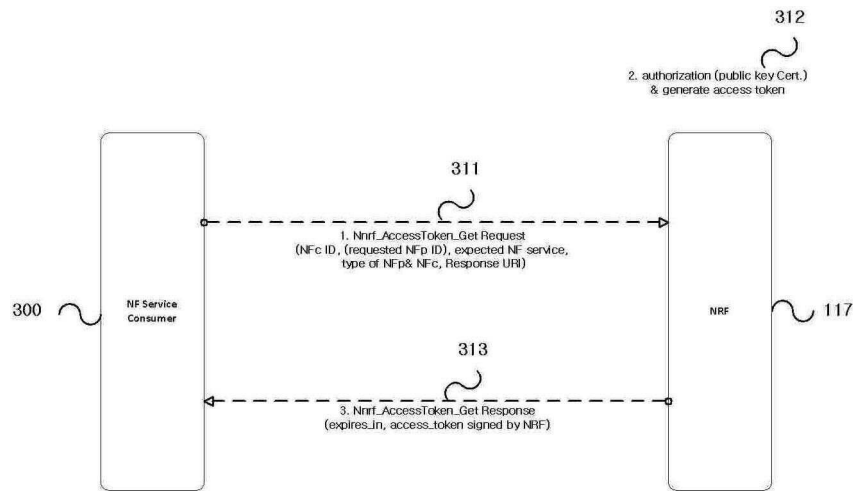 312
2. authorization (public key Cert.)
& generate access token
311
1. Nnrf_AccessToken_Get Request
(NFc ID, (requested NFp ID), expected NF service,
type of NFp& NFc, Response URI)
300
NF Service
Consumer
NRF
117
313
3. Nnrf_AccessToken_Get Response
(expires_in, access_token signed by NRF)